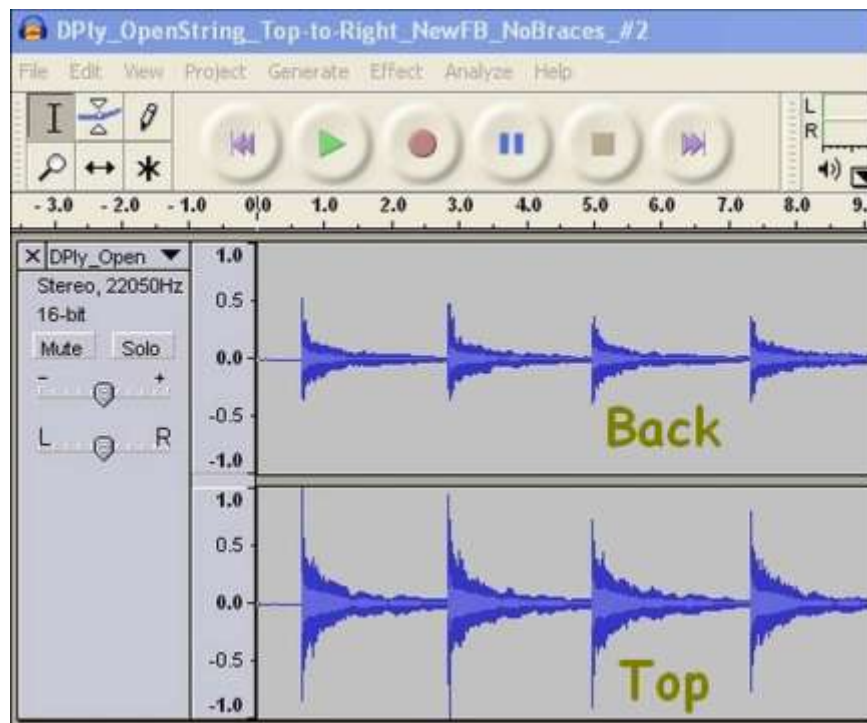 DPly_OpenString_Top-to-Right_NewFB_NoBraces_#2
File Edit View Project Generate Effect Analyze Help
L
R
- 3.0 - 2.0 - 1.0 0.0 1.0 2.0 3.0 4.0 5.0 6.0 7.0 8.0 9.
X DPly_Open
Stereo, 22050Hz
16-bit
Mute Solo
- +
L R
1.0
0.5
0.0
-0.5
-1.0
Back
1.0
0.5
0.0
-0.5
-1.0
Top